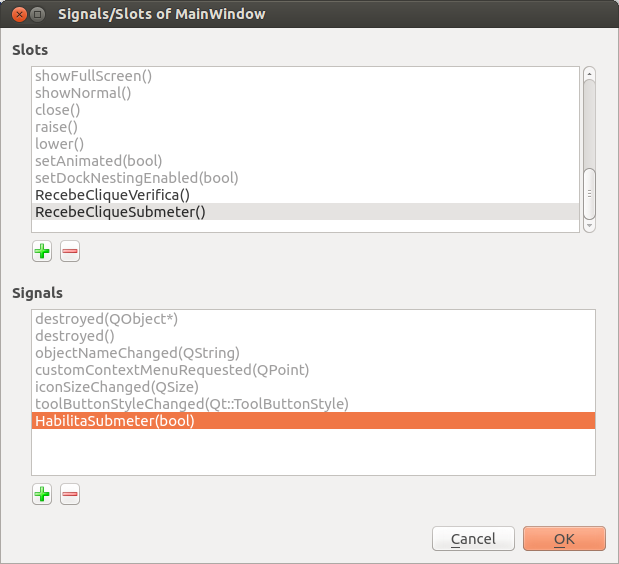 Signals/Slots of MainWindow
Slots
showFullScreen()
showNormal()
close()
raise()
lower()
setAnimated(bool)
setDockNestingEnabled(bool)
RecebeCliqueVerifica()
RecebeCliqueSubmeter()
Signals
destroyed(QObject*)
destroyed()
objectNameChanged(QString)
customContextMenuRequested(QPoint)
iconSizeChanged(QSize)
toolButtonStyleChanged(Qt::ToolButtonStyle)
HabilitaSubmeter(bool)
Cancel OK